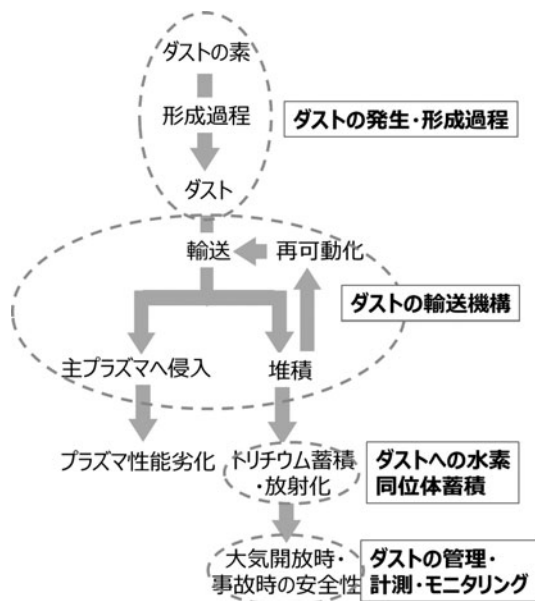 ダストの素
形成過程
ダストの発生・形成過程
ダスト
輸送
再可動化
ダストの輸送機構
主プラズマへ侵入
堆積
プラズマ性能劣化
トリチウム蓄積
・放射化
ダストへの水素
同位体蓄積
大気開放時・
事故時の安全性
ダストの管理・
計測・モニタリング